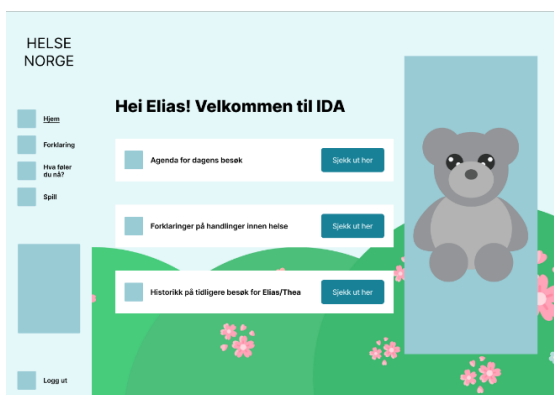 HELSE
NORGE
Hjem
Forklaring
Hva føler
du nå?
Spill
Logg ut
Hei Elias! Velkommen til IDA
Agenda for dagens besøk
Sjekk ut her
Forklaringer på handlinger innen helse
Sjekk ut her
Historikk på tidligere besøk for Elias/Thea
Sjekk ut her